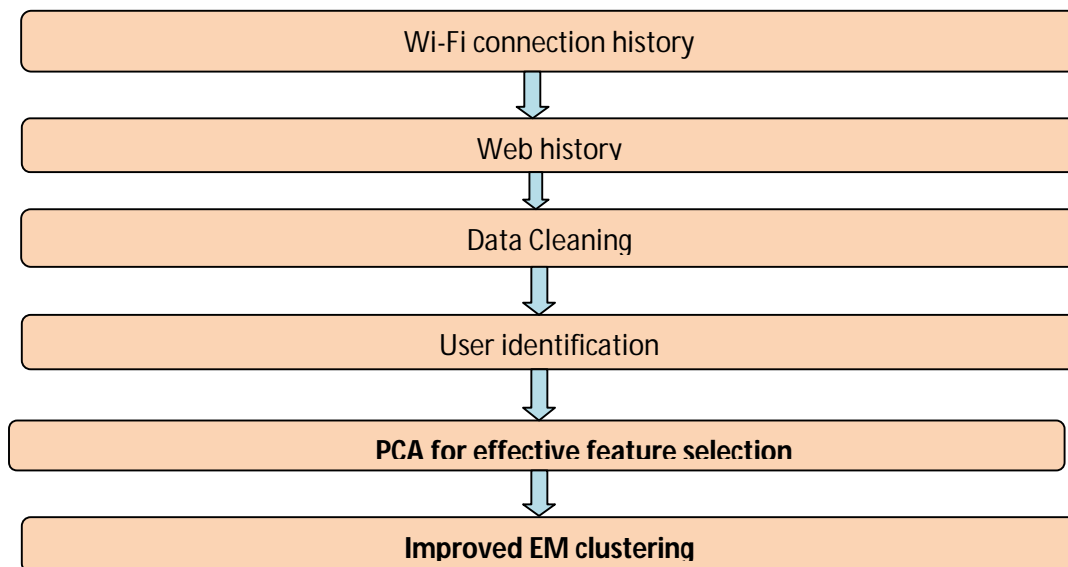 Wi-Fi connection history
Web history
Data Cleaning
User identification
PCA for effective feature selection
Improved EM clustering